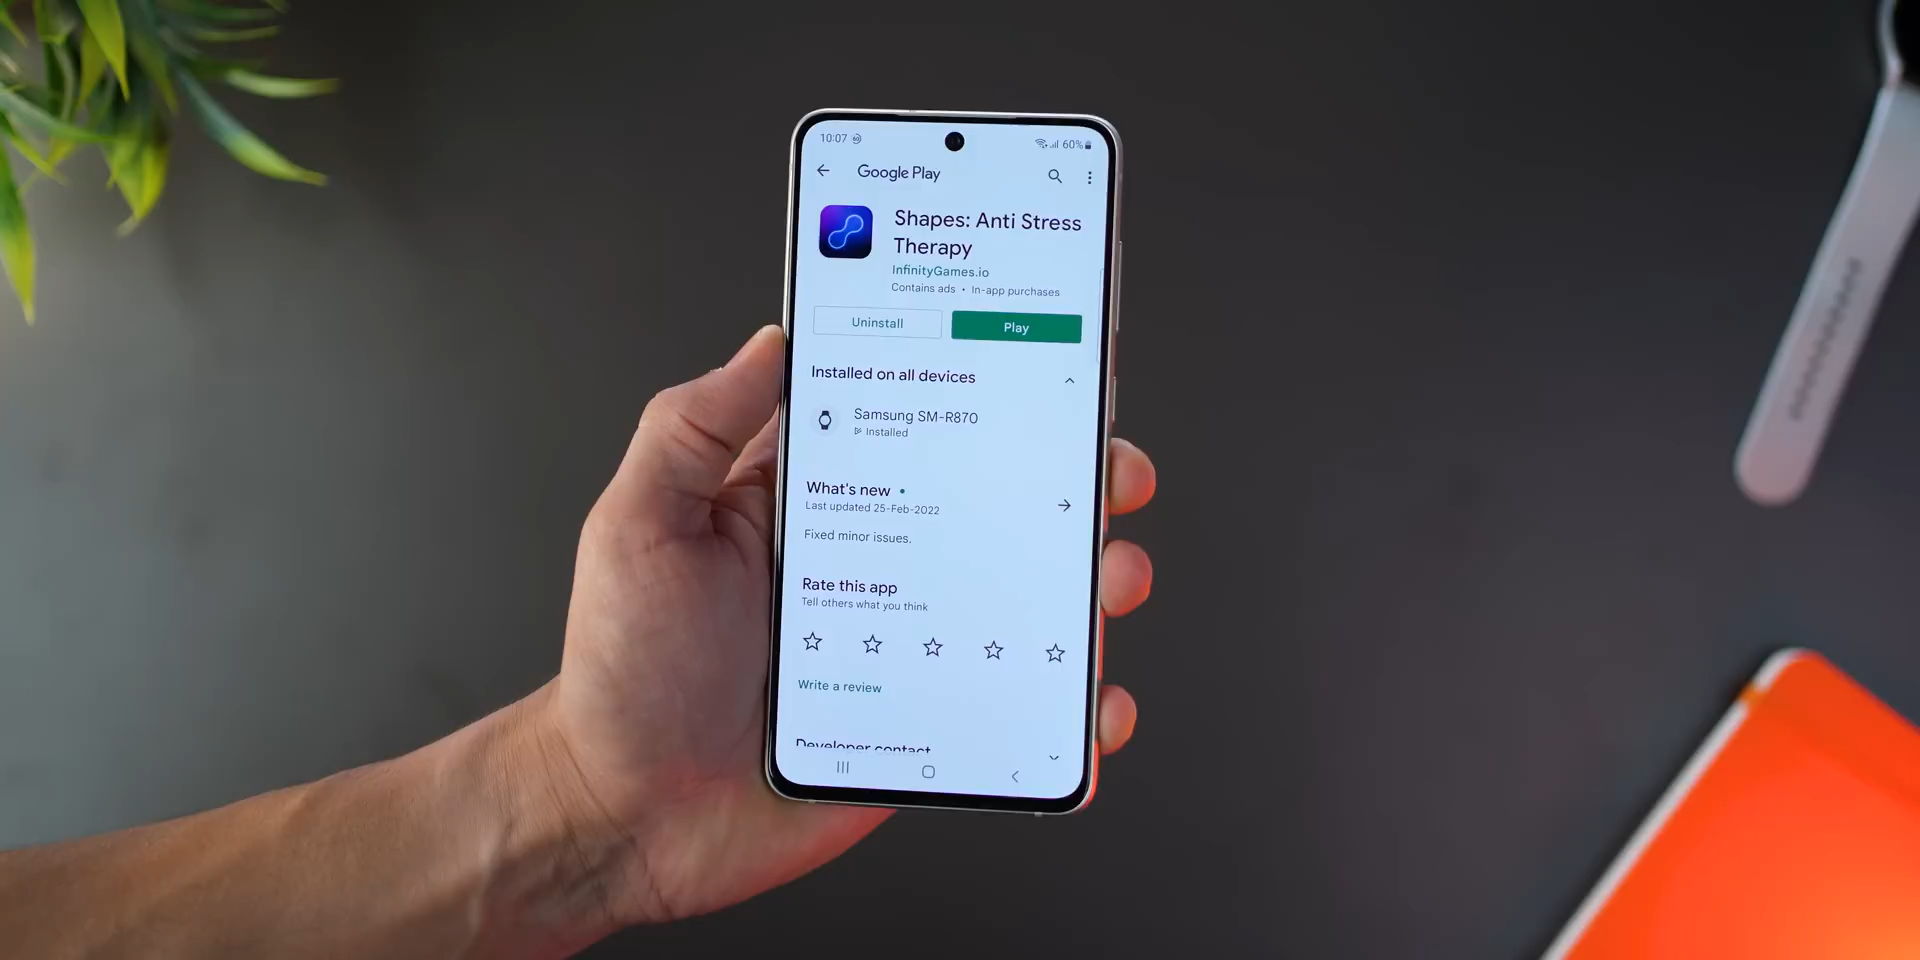 10:07
60%
Google Play
Shapes: Anti Stress
Therapy
InfinityGames.io
Contains ads • In-app purchases
Uninstall
Play
Installed on all devices
Samsung SM-R870
Installed
What's new •
Last updated 25-Feb-2022
Fixed minor issues.
Rate this app
Tell others what you think
Write a review
Developer contact